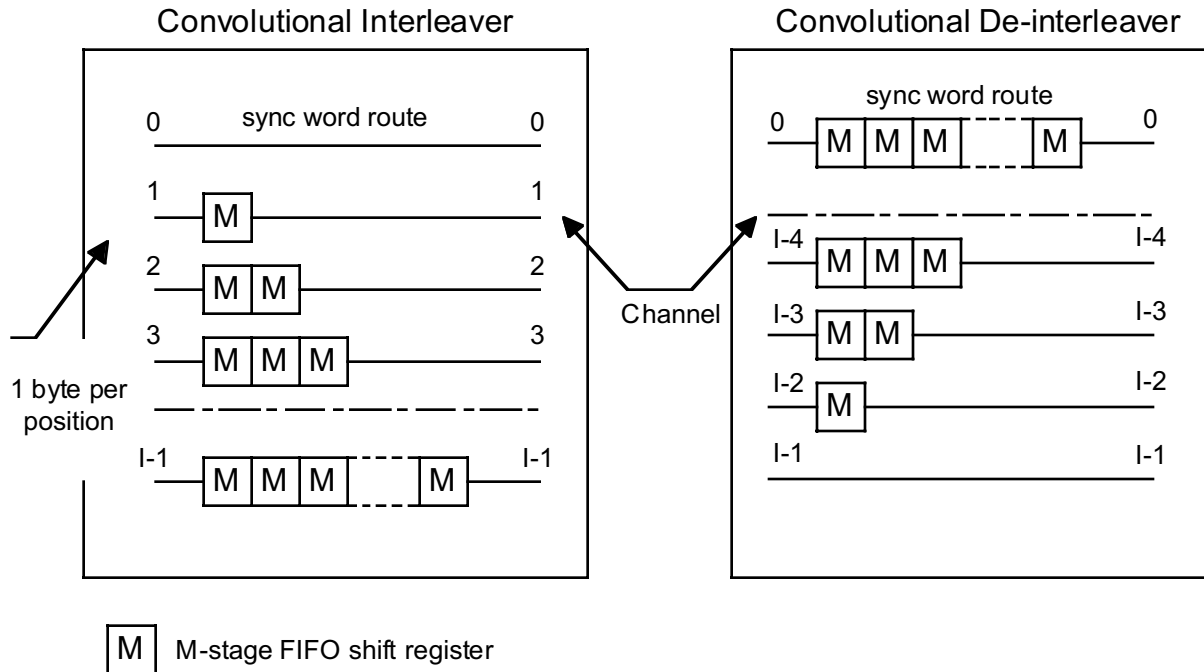 Convolutional Interleaver
0 sync word route 0
1 1
M
2 2
M M
3 3
M M M
I-1 I-1
M M M M
1 byte per
position
Channel
Convolutional De-interleaver
sync word route
0 0
M M M M
I-4 I-4
M M M
I-3 I-3
M M
I-2 I-2
M
I-1 I-1
M M-stage FIFO shift register